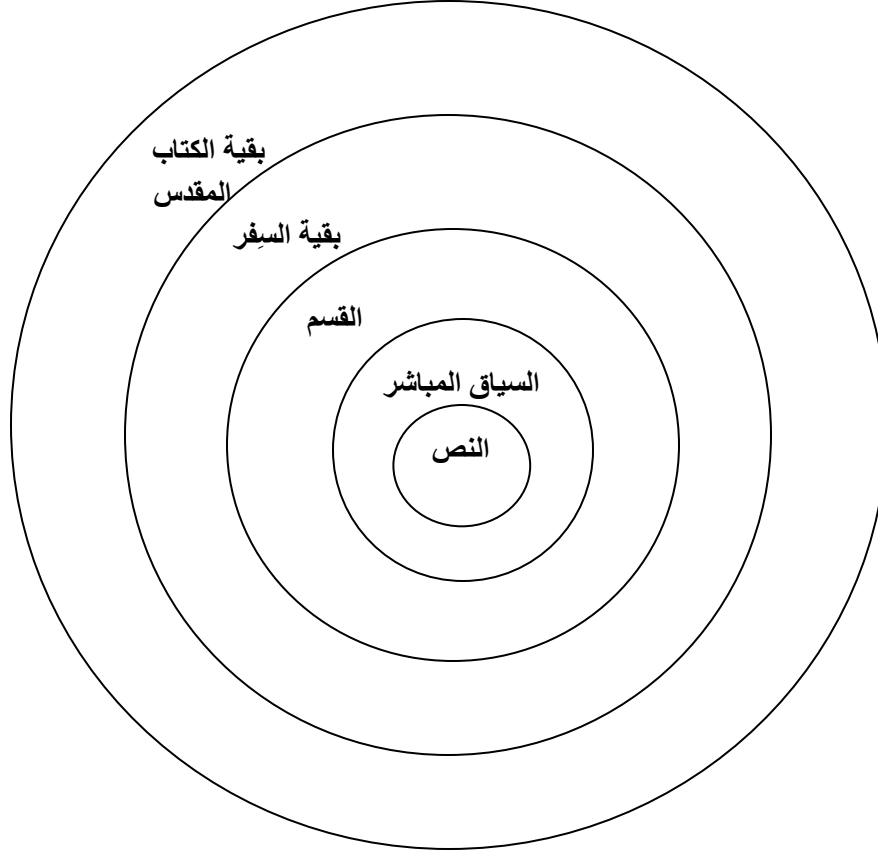 بقية الكتاب
المقدس
بقية السِفر
القسم
السياق المباشر
النص